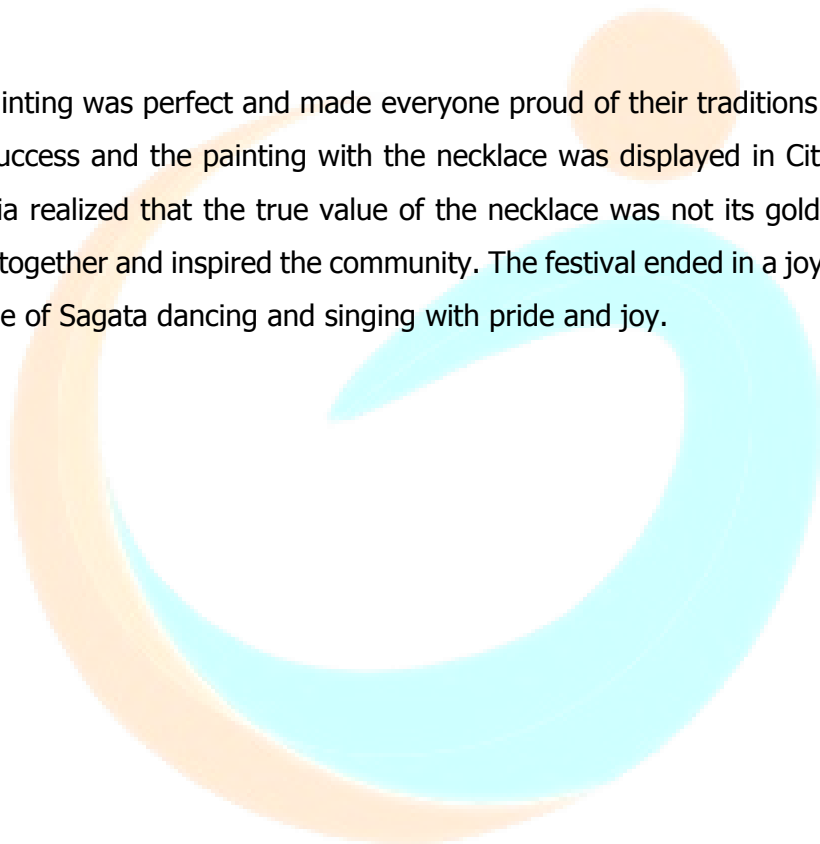 inting was perfect and made everyone proud of their traditions
uccess and the painting with the necklace was displayed in Cit
ia realized that the true value of the necklace was not its gold
together and inspired the community. The festival ended in a joy
e of Sagata dancing and singing with pride and joy.